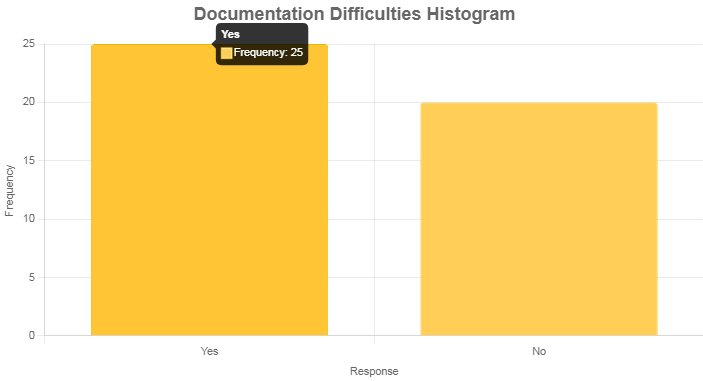 Documentation Difficulties Histogram
Yes
Frequency: 25
25
20
15
10
5
0
Frequency
Yes
No
Response